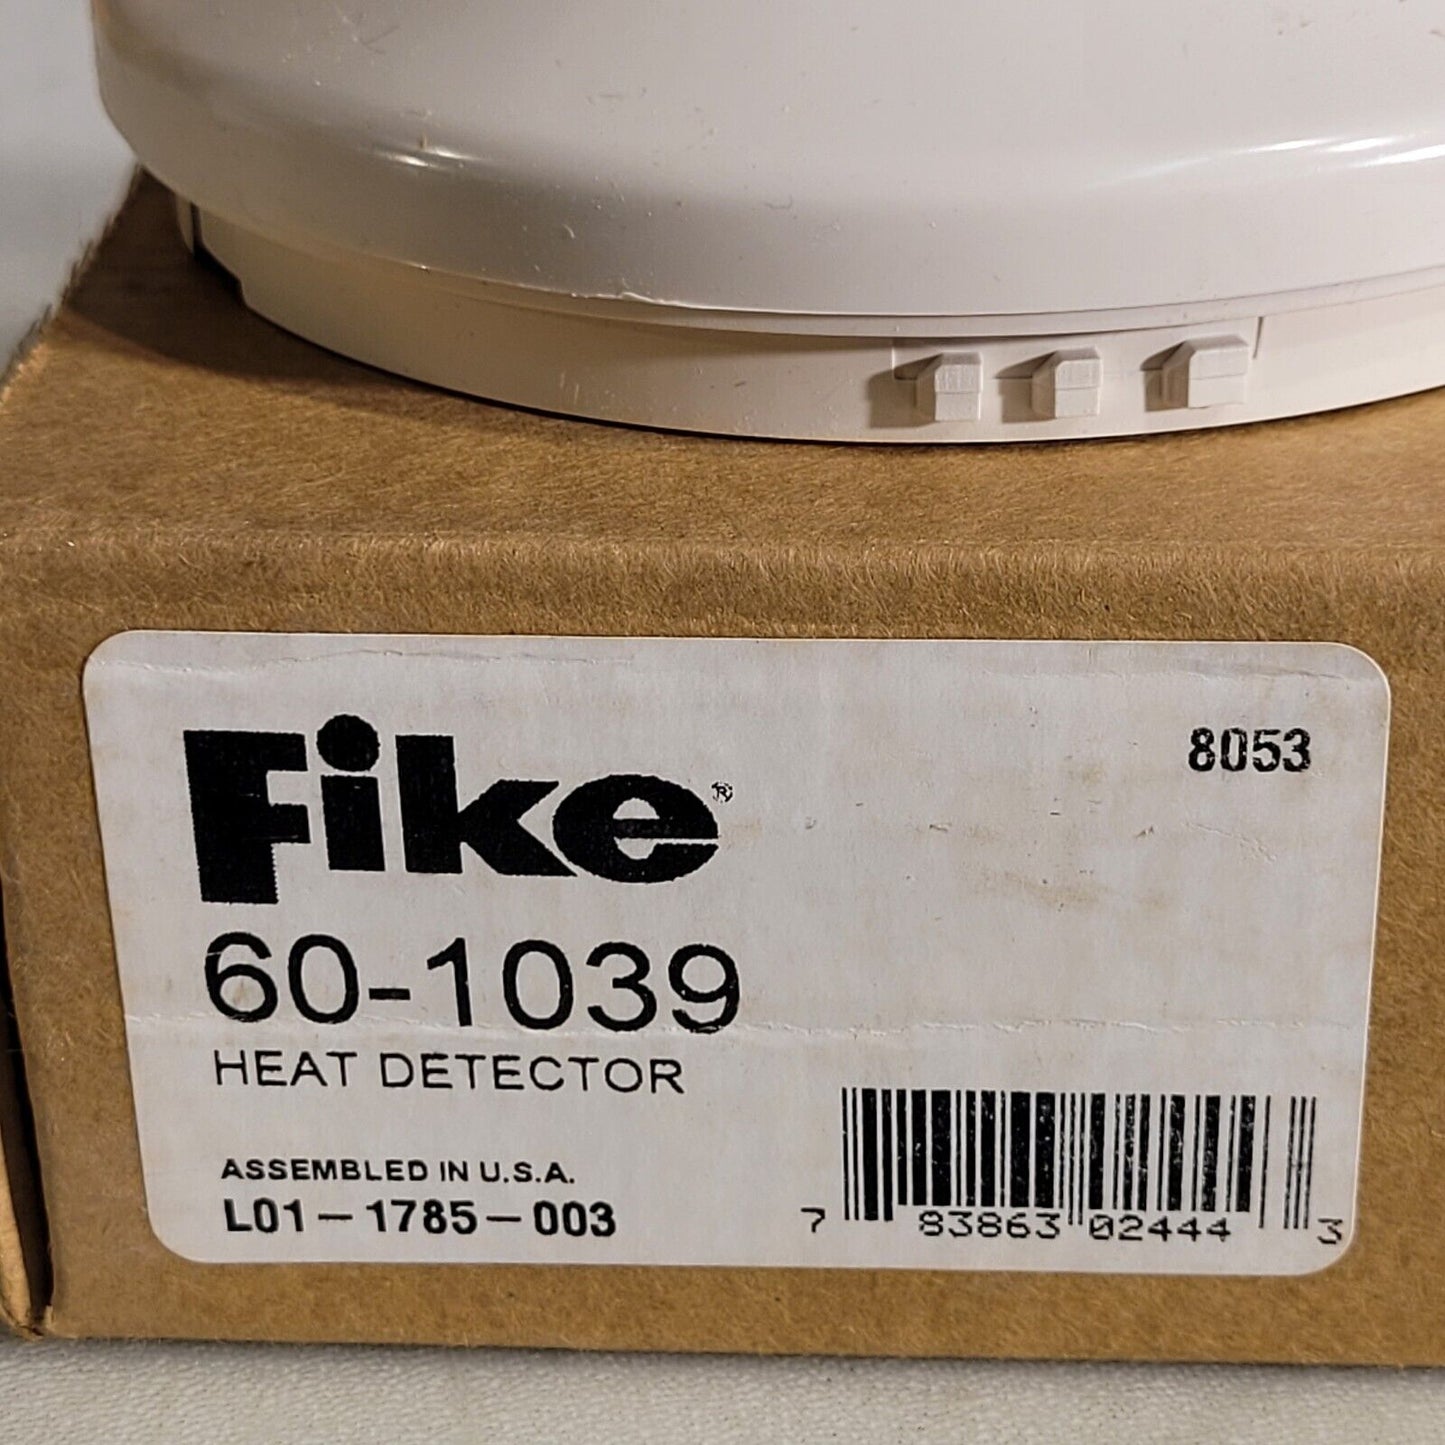 Fike®
8053
60-1039
HEAT DETECTOR
ASSEMBLED IN U.S.A.
L01-1785-003
7 83863 02444 3